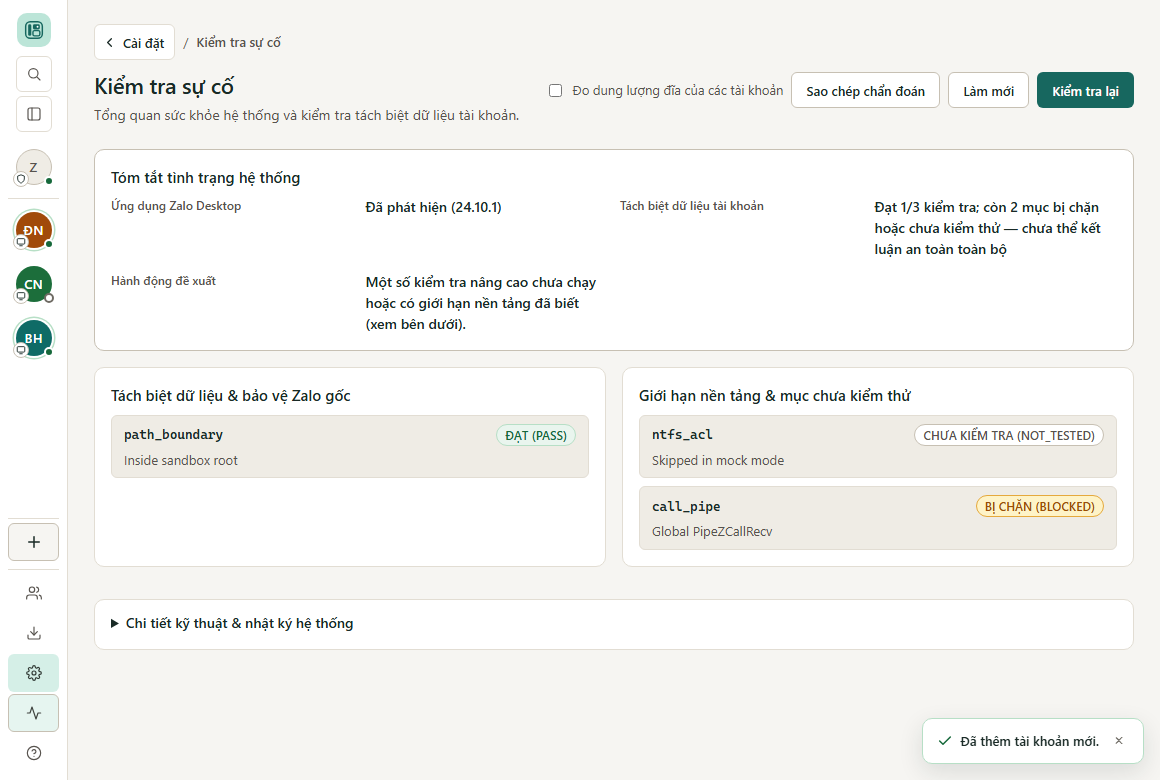 Cài đặt / Kiểm tra sự cố
Kiểm tra sự cố
Tổng quan sức khỏe hệ thống và kiểm tra tách biệt dữ liệu tài khoản.
Đo dung lượng đĩa của các tài khoản
Sao chép chẩn đoán
Làm mới
Kiểm tra lại
Z
ĐN
CN
BH
Tóm tắt tình trạng hệ thống
Ứng dụng Zalo Desktop
Đã phát hiện (24.10.1)
Tách biệt dữ liệu tài khoản
Đạt 1/3 kiểm tra; còn 2 mục bị chặn
hoặc chưa kiểm thử — chưa thể kết
luận an toàn toàn bộ
Hành động đề xuất
Một số kiểm tra nâng cao chưa chạy
hoặc có giới hạn nền tảng đã biết
(xem bên dưới).
Tách biệt dữ liệu & bảo vệ Zalo gốc
path_boundary
ĐẠT (PASS)
Inside sandbox root
Giới hạn nền tảng & mục chưa kiểm thử
ntfs_acl
CHƯA KIỂM TRA (NOT_TESTED)
Skipped in mock mode
call_pipe
BỊ CHẶN (BLOCKED)
Global PipeZCallRecv
Chi tiết kỹ thuật & nhật ký hệ thống
Đã thêm tài khoản mới.